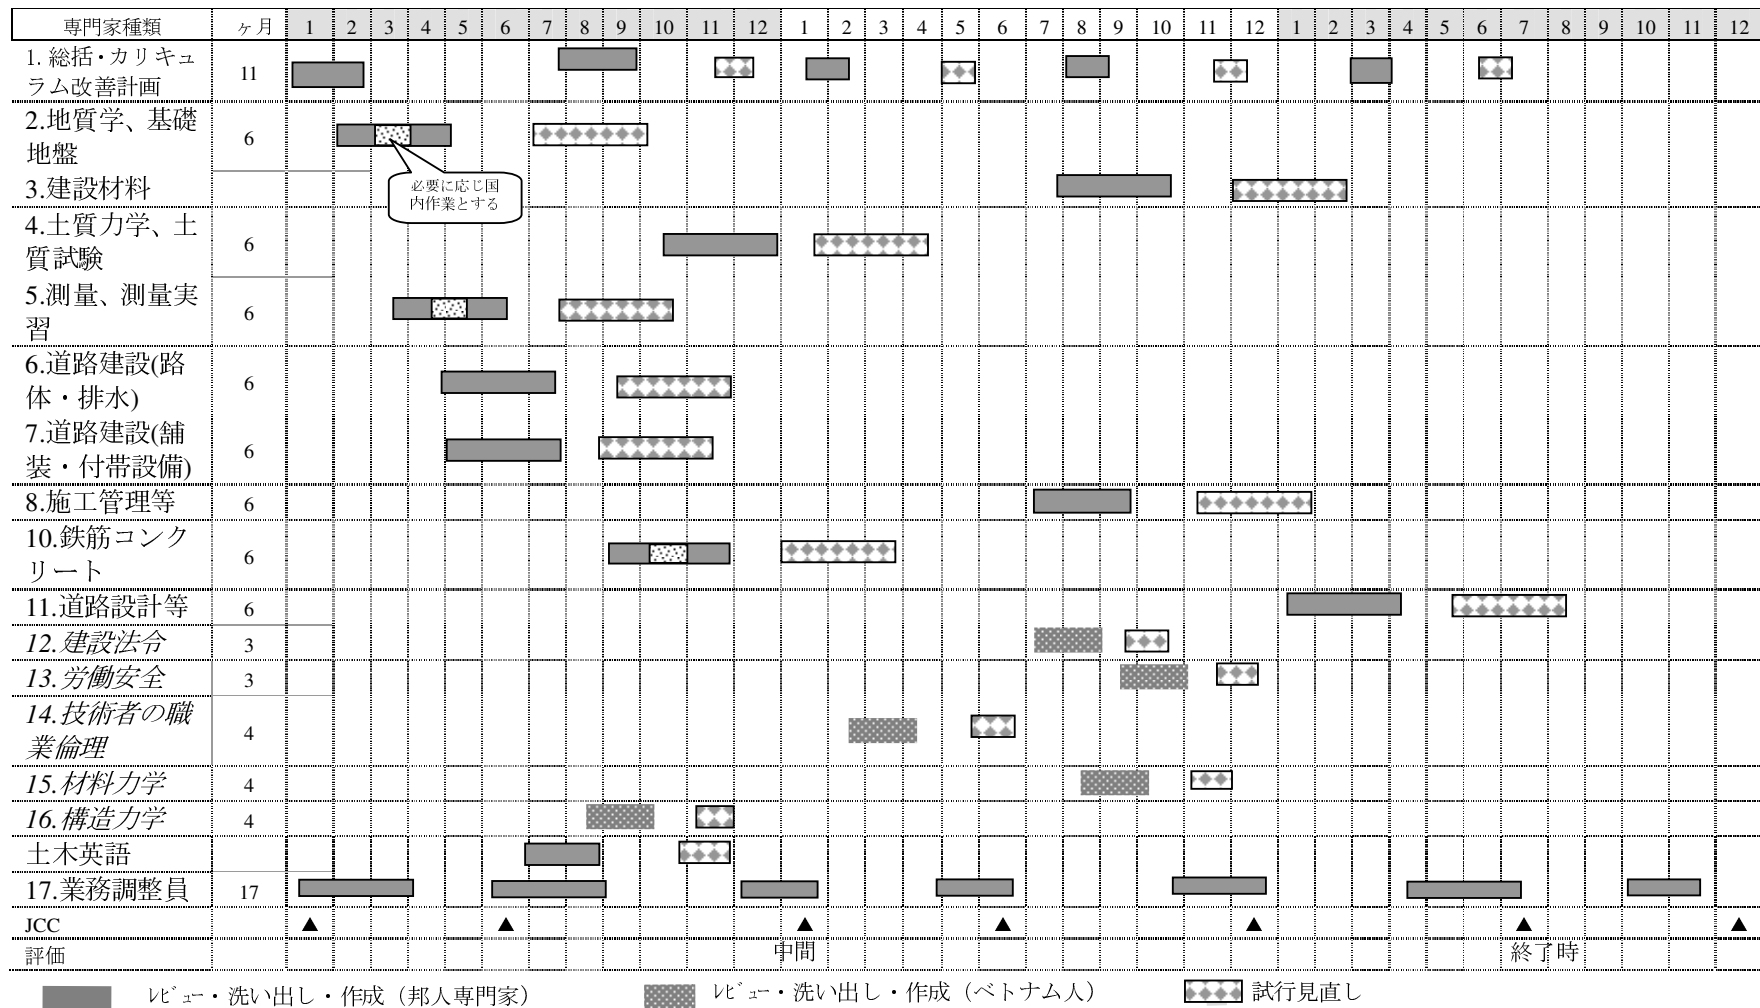 専門家種類 ヶ月 1 2 3 4 5 6 7 8 9 10 11 12 1 2 3 4 5 6 7 8 9 10 11 12 1 2 3 4 5 6 7 8 9 10 11 12
1. 総括・カリキュ
ラム改善計画
11
2.地質学、基礎
地盤
6
必要に応じ国
内作業とする
3.建設材料
4.土質力学、土
質試験
6
5.測量、測量実
習
6
6.道路建設(路
体・排水)
6
7.道路建設(舗
装・付帯設備)
6
8.施工管理等 6
10.鉄筋コンク
リート
6
11.道路設計等 6
12.建設法令 3
13.労働安全 3
14.技術者の職
業倫理
4
15.材料力学 4
16.構造力学 4
土木英語
17.業務調整員 17
JCC ▲ ▲ ▲ ▲ ▲ ▲ ▲
評価 中間 終了時
ﾚﾋﾞｭｰ・洗い出し・作成（邦人専門家） ﾚﾋﾞｭｰ・洗い出し・作成（ベトナム人） 試行見直し